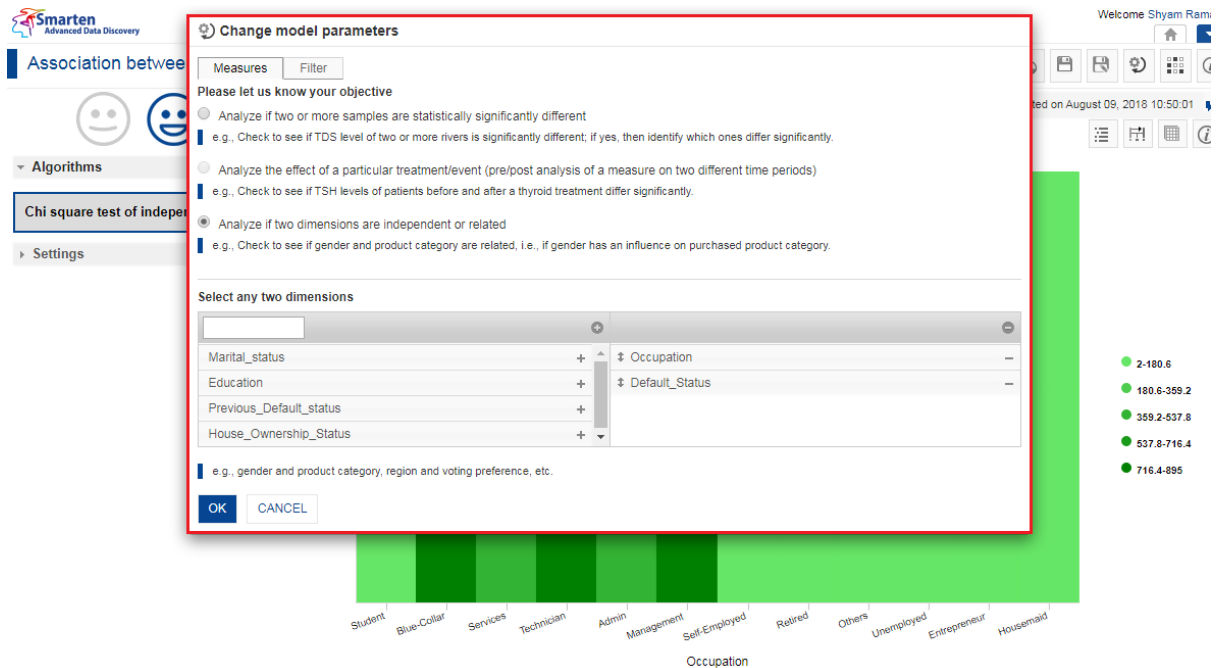 Smarten
Advanced Data Discovery
Welcome Shyam
Association
Change model parameters
Measures
Filter
Please let us know your objective
Analyze if two or more samples are statistically significantly different
e.g., Check to see if TDS level of two or more rivers is significantly different; if yes, then identify which ones differ significantly.
Analyze the effect of a particular treatment/event (pre/post analysis of a measure on two different time periods)
e.g., Check to see if TSH levels of patients before and after a thyroid treatment differ significantly.
Analyze if two dimensions are independent or related
e.g., Check to see if gender and product category are related, i.e., if gender has an influence on purchased product category.
Select any two dimensions
Marital_status
Education
Previous_Default_status
House_Ownership_Status
Occupation
Default_Status
e.g., gender and product category, region and voting preference, etc.
OK
CANCEL
on August 09, 2018 10:50:01
Algorithms
Chi square test of
Settings
2-180.6
180.6-359.2
359.2-537.8
537.8-716.4
716.4-895
Student
Blue-Collar
Services
Technician
Admin
Management
Self-Employed
Retired
Others
Unemployed
Entrepreneur
Housemaid
Occupation